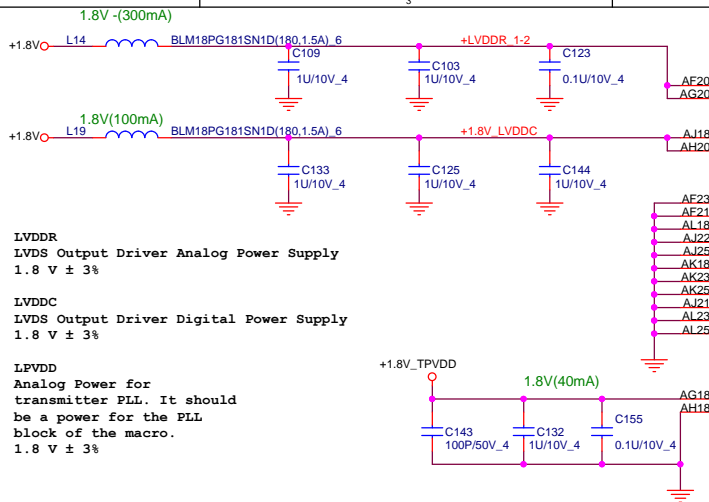 3
1.8V -(300mA)
+1.8V L14 BLM18PG181SN1D(180,1.5A)_6 +LVDDR_1-2
C109
1U/10V_4
C103
1U/10V_4
C123
0.1U/10V_4
AF20
AG20
1.8V(100mA)
+1.8V L19 BLM18PG181SN1D(180,1.5A)_6 +1.8V_LVDDC
AJ18
AH20
C133
1U/10V_4
C125
1U/10V_4
C144
1U/10V_4
AF23
AF21
AL18
AJ22
AJ25
AK18
AK23
AK25
AJ21
AL23
AL25
LVDDR
LVDS Output Driver Analog Power Supply
1.8 V ± 3%
LVDDC
LVDS Output Driver Digital Power Supply
1.8 V ± 3%
LPVDD
Analog Power for
transmitter PLL. It should
be a power for the PLL
block of the macro.
1.8 V ± 3%
+1.8V_TPVDD
1.8V(40mA)
AG18
AH18
C143
100P/50V_4
C132
1U/10V_4
C155
0.1U/10V_4